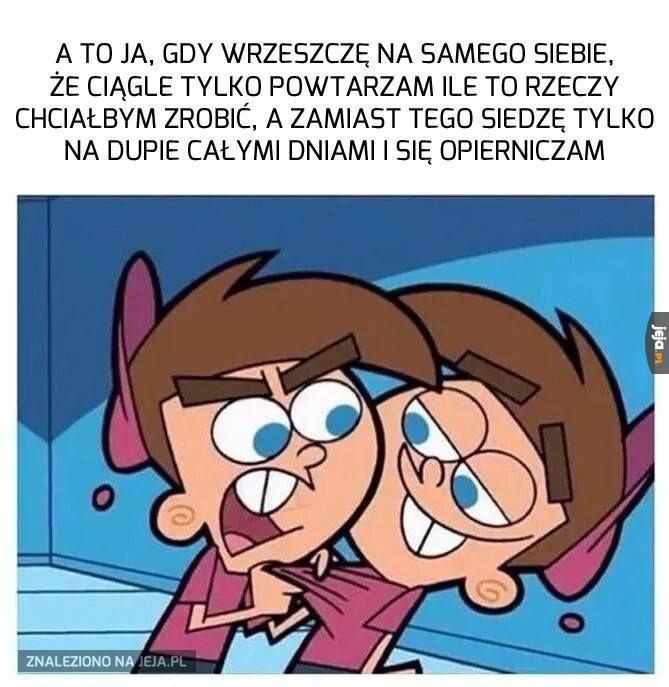 A TO JA, GDY WRZESZCZĘ NA SAMEGO SIEBIE,
ŻE CIĄGLE TYLKO POWTARZAM ILE TO RZECZY
CHCIAŁBYM ZROBIĆ, A ZAMIAST TEGO SIEDZĘ TYLKO
NA DUPIE CAŁYMI DNIAMI I SIĘ OPIERNICZAM
jeja.PL
ZNALEZIONO NA JEJA.PL